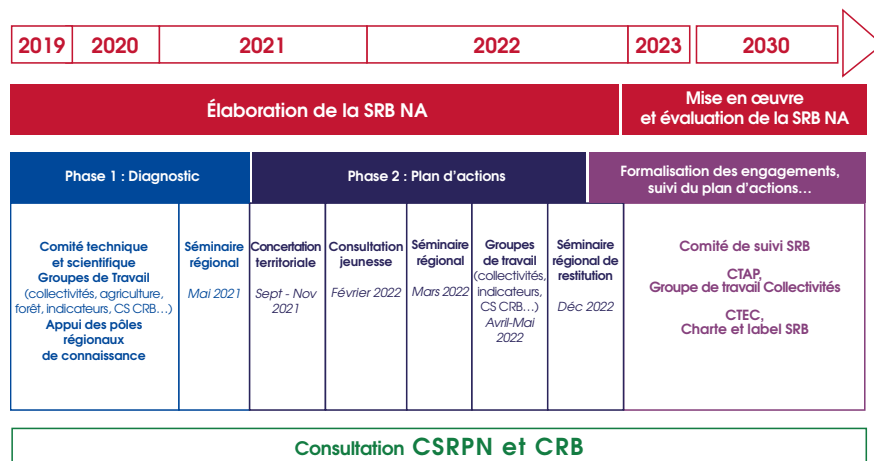 2019 2020 2021 2022 2023 2030
Élaboration de la SRB NA
Mise en œuvre
et évaluation de la SRB NA
Phase 1 : Diagnostic
Phase 2 : Plan d'actions
Formalisation des engagements,
suivi du plan d'actions...
Comité technique
et scientifique
Groupes de Travail
(collectivités, agriculture,
forêt, indicateurs, CS CRB...)
Appui des pôles
régionaux
de connaissance
Séminaire
régional
Mai 2021
Concertation
territoriale
Sept - Nov
2021
Consultation
jeunesse
Février 2022
Séminaire
régional
Mars 2022
Groupes
de travail
(collectivités,
indicateurs,
CS CRB...)
Avril-Mai
2022
Séminaire
régional de
restitution
Déc 2022
Comité de suivi SRB
CTAP,
Groupe de travail Collectivités
CTEC,
Charte et label SRB
Consultation CSRPN et CRB